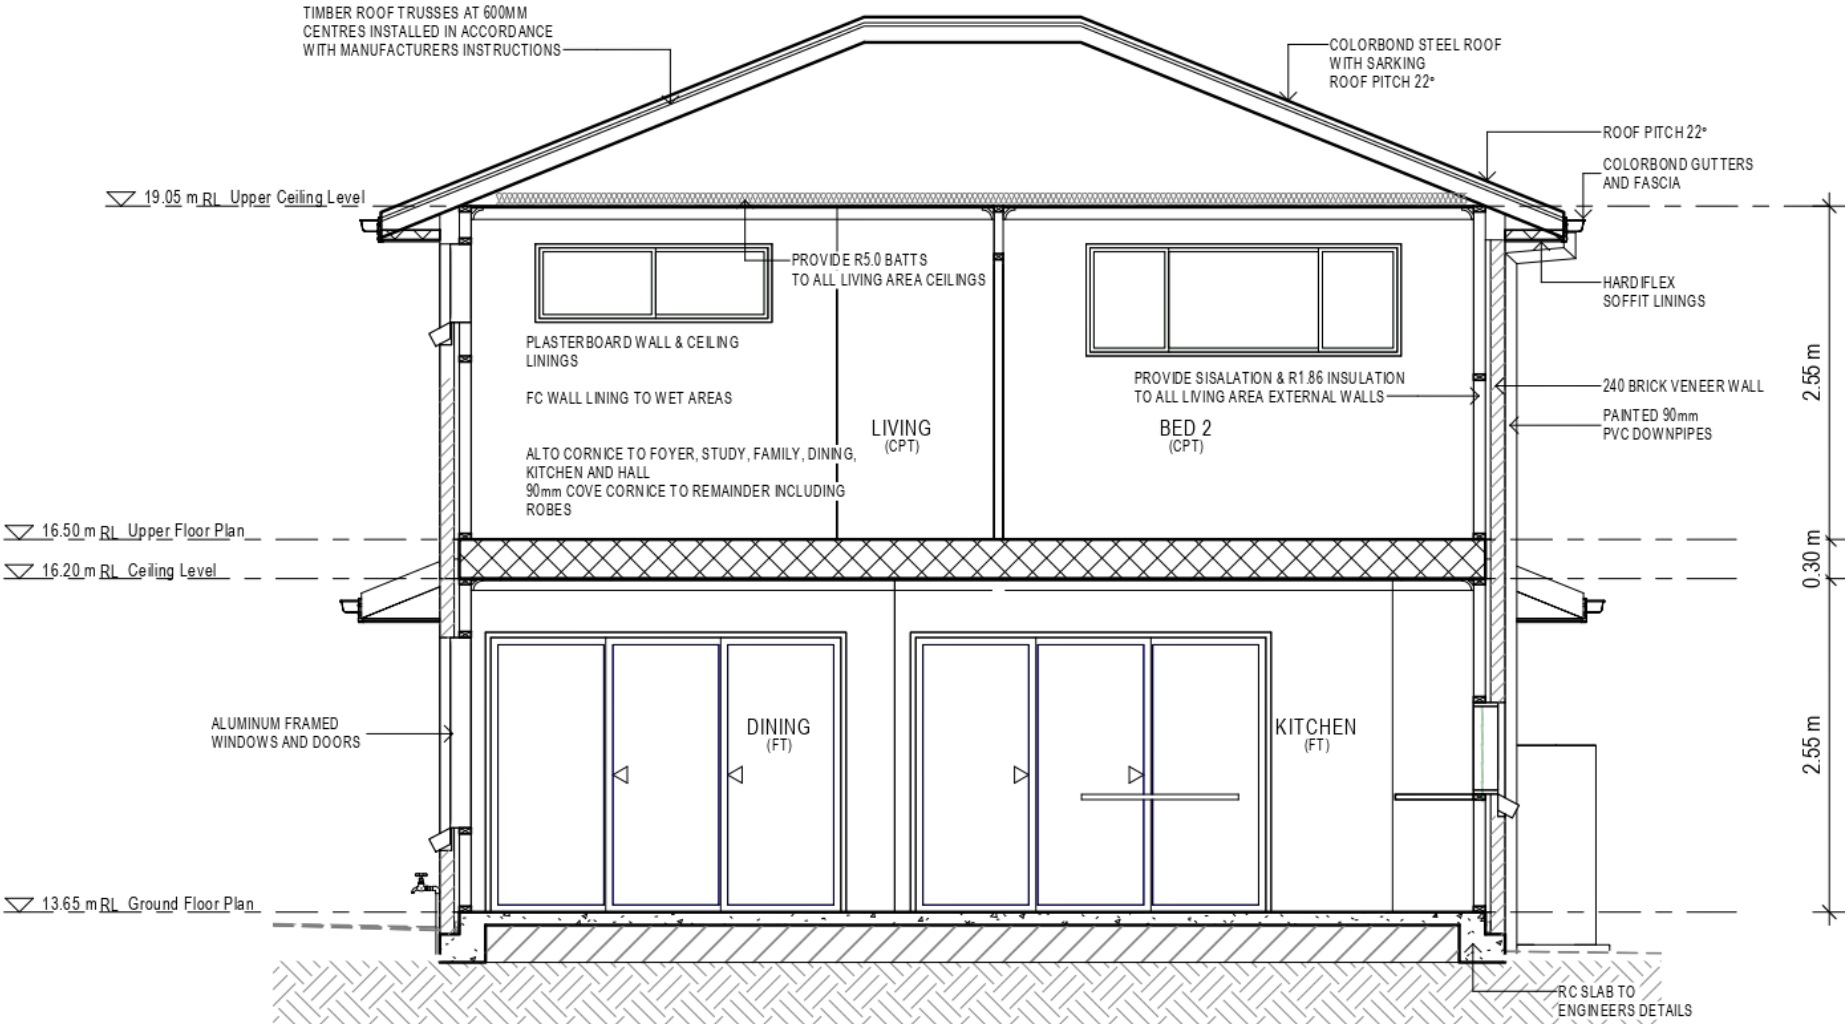 TIMBER ROOF TRUSSES AT 600MM
CENTRES INSTALLED IN ACCORDANCE
WITH MANUFACTURERS INSTRUCTIONS
COLORBOND STEEL ROOF
WITH SARKING
ROOF PITCH 22°
ROOF PITCH 22°
COLORBOND GUTTERS
AND FASCIA
19.05 m RL Upper Ceiling Level
PROVIDE R5.0 BATTS
TO ALL LIVING AREA CEILINGS
HARDIFLEX
SOFFIT LININGS
PLASTERBOARD WALL & CEILING
LININGS
FC WALL LINING TO WET AREAS
PROVIDE SISALATION & R1.86 INSULATION
TO ALL LIVING AREA EXTERNAL WALLS
240 BRICK VENEER WALL
PAINTED 90mm
PVC DOWNPIPES
2.55 m
LIVING
(CPT)
BED 2
(CPT)
ALTO CORNICE TO FOYER, STUDY, FAMILY, DINING,
KITCHEN AND HALL
90mm COVE CORNICE TO REMAINDER INCLUDING
ROBES
16.50 m RL Upper Floor Plan
16.20 m RL Ceiling Level
0.30 m
ALUMINUM FRAMED
WINDOWS AND DOORS
DINING
(FT)
KITCHEN
(FT)
2.55 m
13.65 m RL Ground Floor Plan
RC SLAB TO
ENGINEERS DETAILS